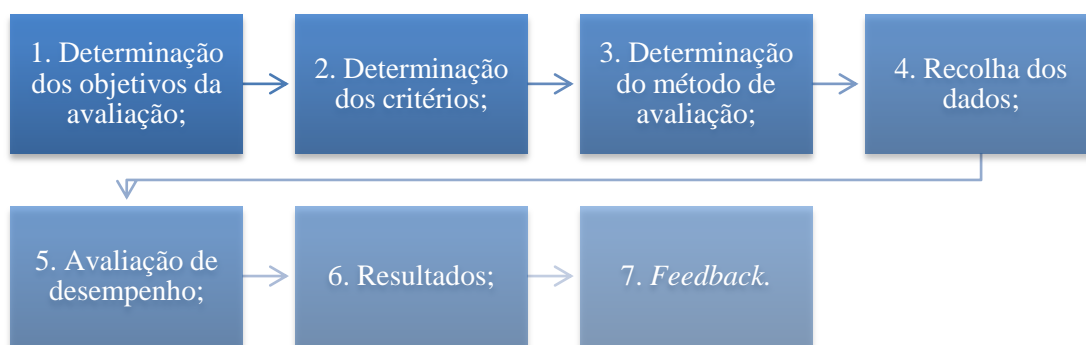 1. Determinação
dos objetivos da
avaliação;
2. Determinação
dos critérios;
3. Determinação
do método de
avaliação;
4. Recolha dos
dados;
5. Avaliação de
desempenho;
6. Resultados;
7. Feedback.